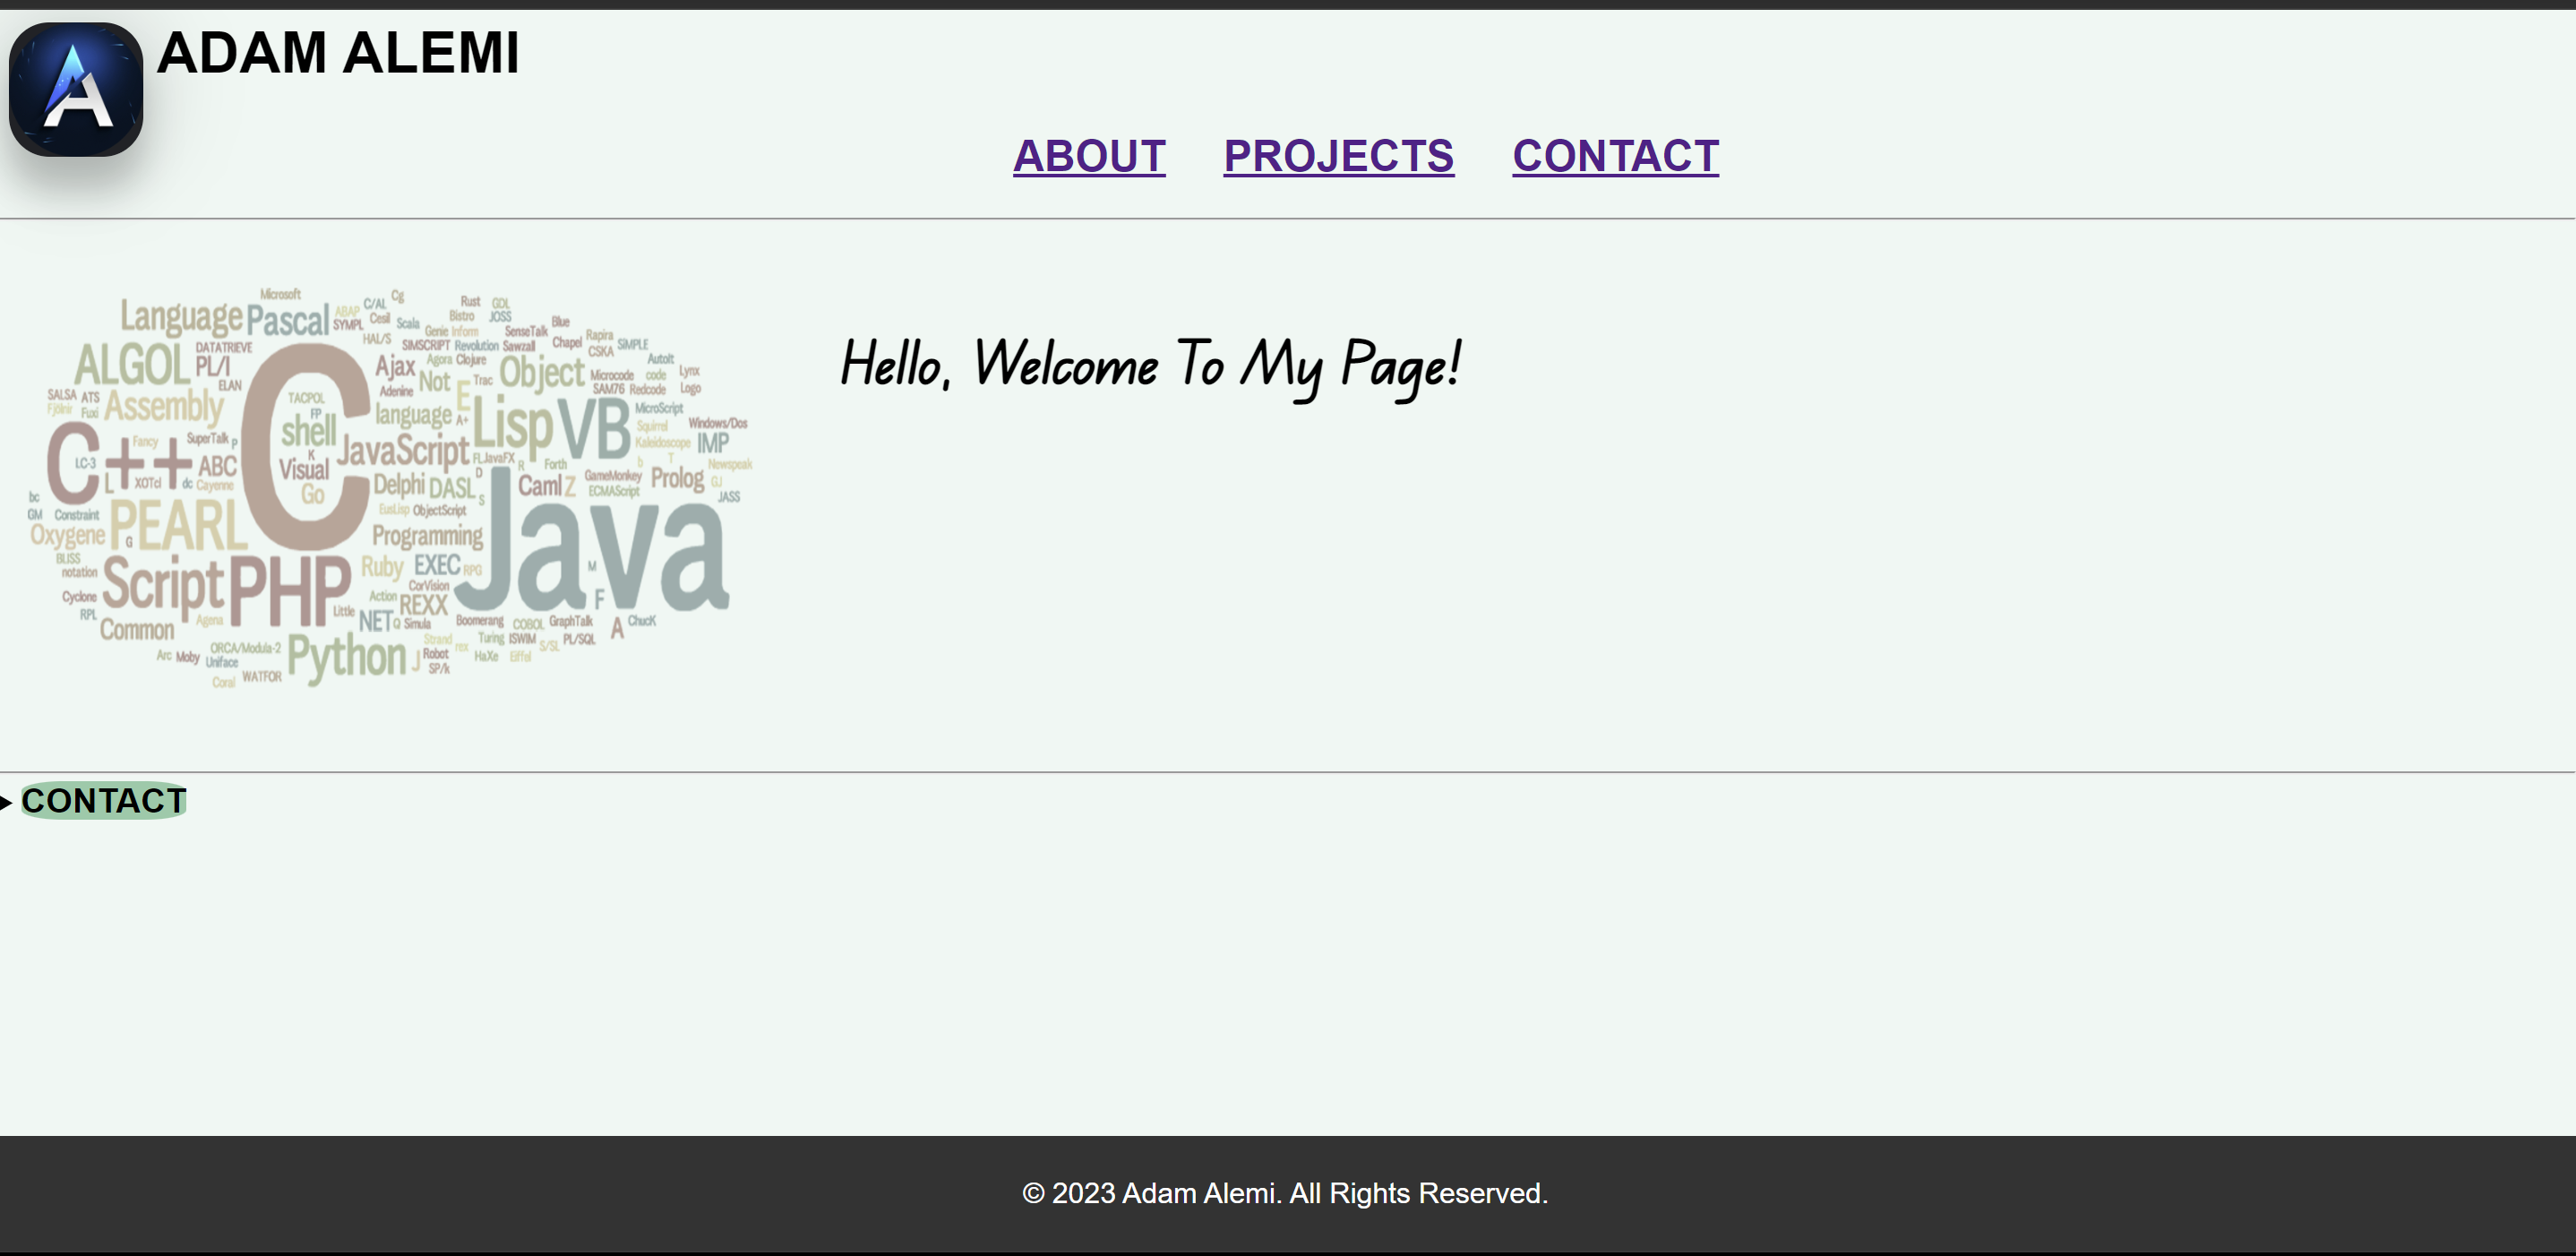 ADAM ALEMI
ABOUT PROJECTS CONTACT
Microsoft Cg
Language Pascal ABAP C/AL Rust GDL
SYMPL Cesil Scala Bistro JOSS Blue
HAL/S Genie Inform SenseTalk Rapira
SIMSCRIPT Revolution Sawzall Chapel CSKA SiMPLE
ALGOL DATATRIEVE PL/I Ajax Agora Clojure Object AutoIt
ELAN Adenine Not E Trac Microcode code Lynx
SAM76 Redcode Logo
SALSA ATS Assembly TACPOL language A+ Lisp VB MicroScript
Fjölnir Fuxi FP Squirrel Windows/Dos
C++ Fancy SuperTalk P C shell JavaScript Kaleidoscope IMP
I.C-3 ABC K Visual FL JavaFX R Forth b T Newspeak
L XOTcl dc Cayenne Go Delphi DASL D S Caml Z GameMonkey Prolog GJ
bc ECMAScript JASS
GM Constraint PEARL EusLisp ObjectScript Java
Oxygene G Programming
BLISS Script PHP Ruby EXEC RPG M
notation CorVision
Cyclone Action REXX F
RPL Little NET Q Simula Boomerang COBOL GraphTalk A ChucK
Common Agena Strand Turing ISWIM PL/SQL
Arc Moby ORCA/Modula-2 Python J Robot rex HaXe Eiffel S/SL
Uniface SP/k
Coral WATFOR
Hello, Welcome To My Page!
CONTACT
© 2023 Adam Alemi. All Rights Reserved.